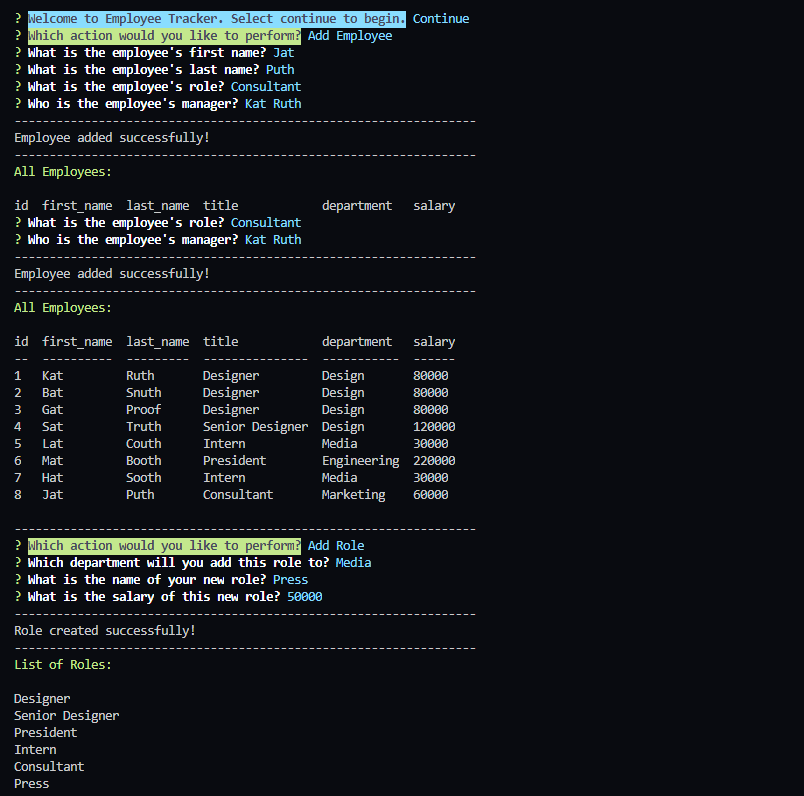 ? Welcome to Employee Tracker. Select continue to begin. Continue
? Which action would you like to perform? Add Employee
? What is the employee's first name? Jat
? What is the employee's last name? Puth
? What is the employee's role? Consultant
? Who is the employee's manager? Kat Ruth
------------------------------------------------------------------
Employee added successfully!
------------------------------------------------------------------
All Employees:

id  first_name  last_name  title            department   salary
? What is the employee's role? Consultant
? Who is the employee's manager? Kat Ruth
------------------------------------------------------------------
Employee added successfully!
------------------------------------------------------------------
All Employees:

id  first_name  last_name  title            department   salary
--  ----------  ---------  ---------------  -----------  ------
1   Kat         Ruth       Designer         Design       80000
2   Bat         Snuth      Designer         Design       80000
3   Gat         Proof      Designer         Design       80000
4   Sat         Truth      Senior Designer  Design       120000
5   Lat         Couth      Intern           Media        30000
6   Mat         Booth      President        Engineering  220000
7   Hat         Sooth      Intern           Media        30000
8   Jat         Puth       Consultant       Marketing    60000

------------------------------------------------------------------
? Which action would you like to perform? Add Role
? Which department will you add this role to? Media
? What is the name of your new role? Press
? What is the salary of this new role? 50000
------------------------------------------------------------------
Role created successfully!
------------------------------------------------------------------
List of Roles:

Designer
Senior Designer
President
Intern
Consultant
Press